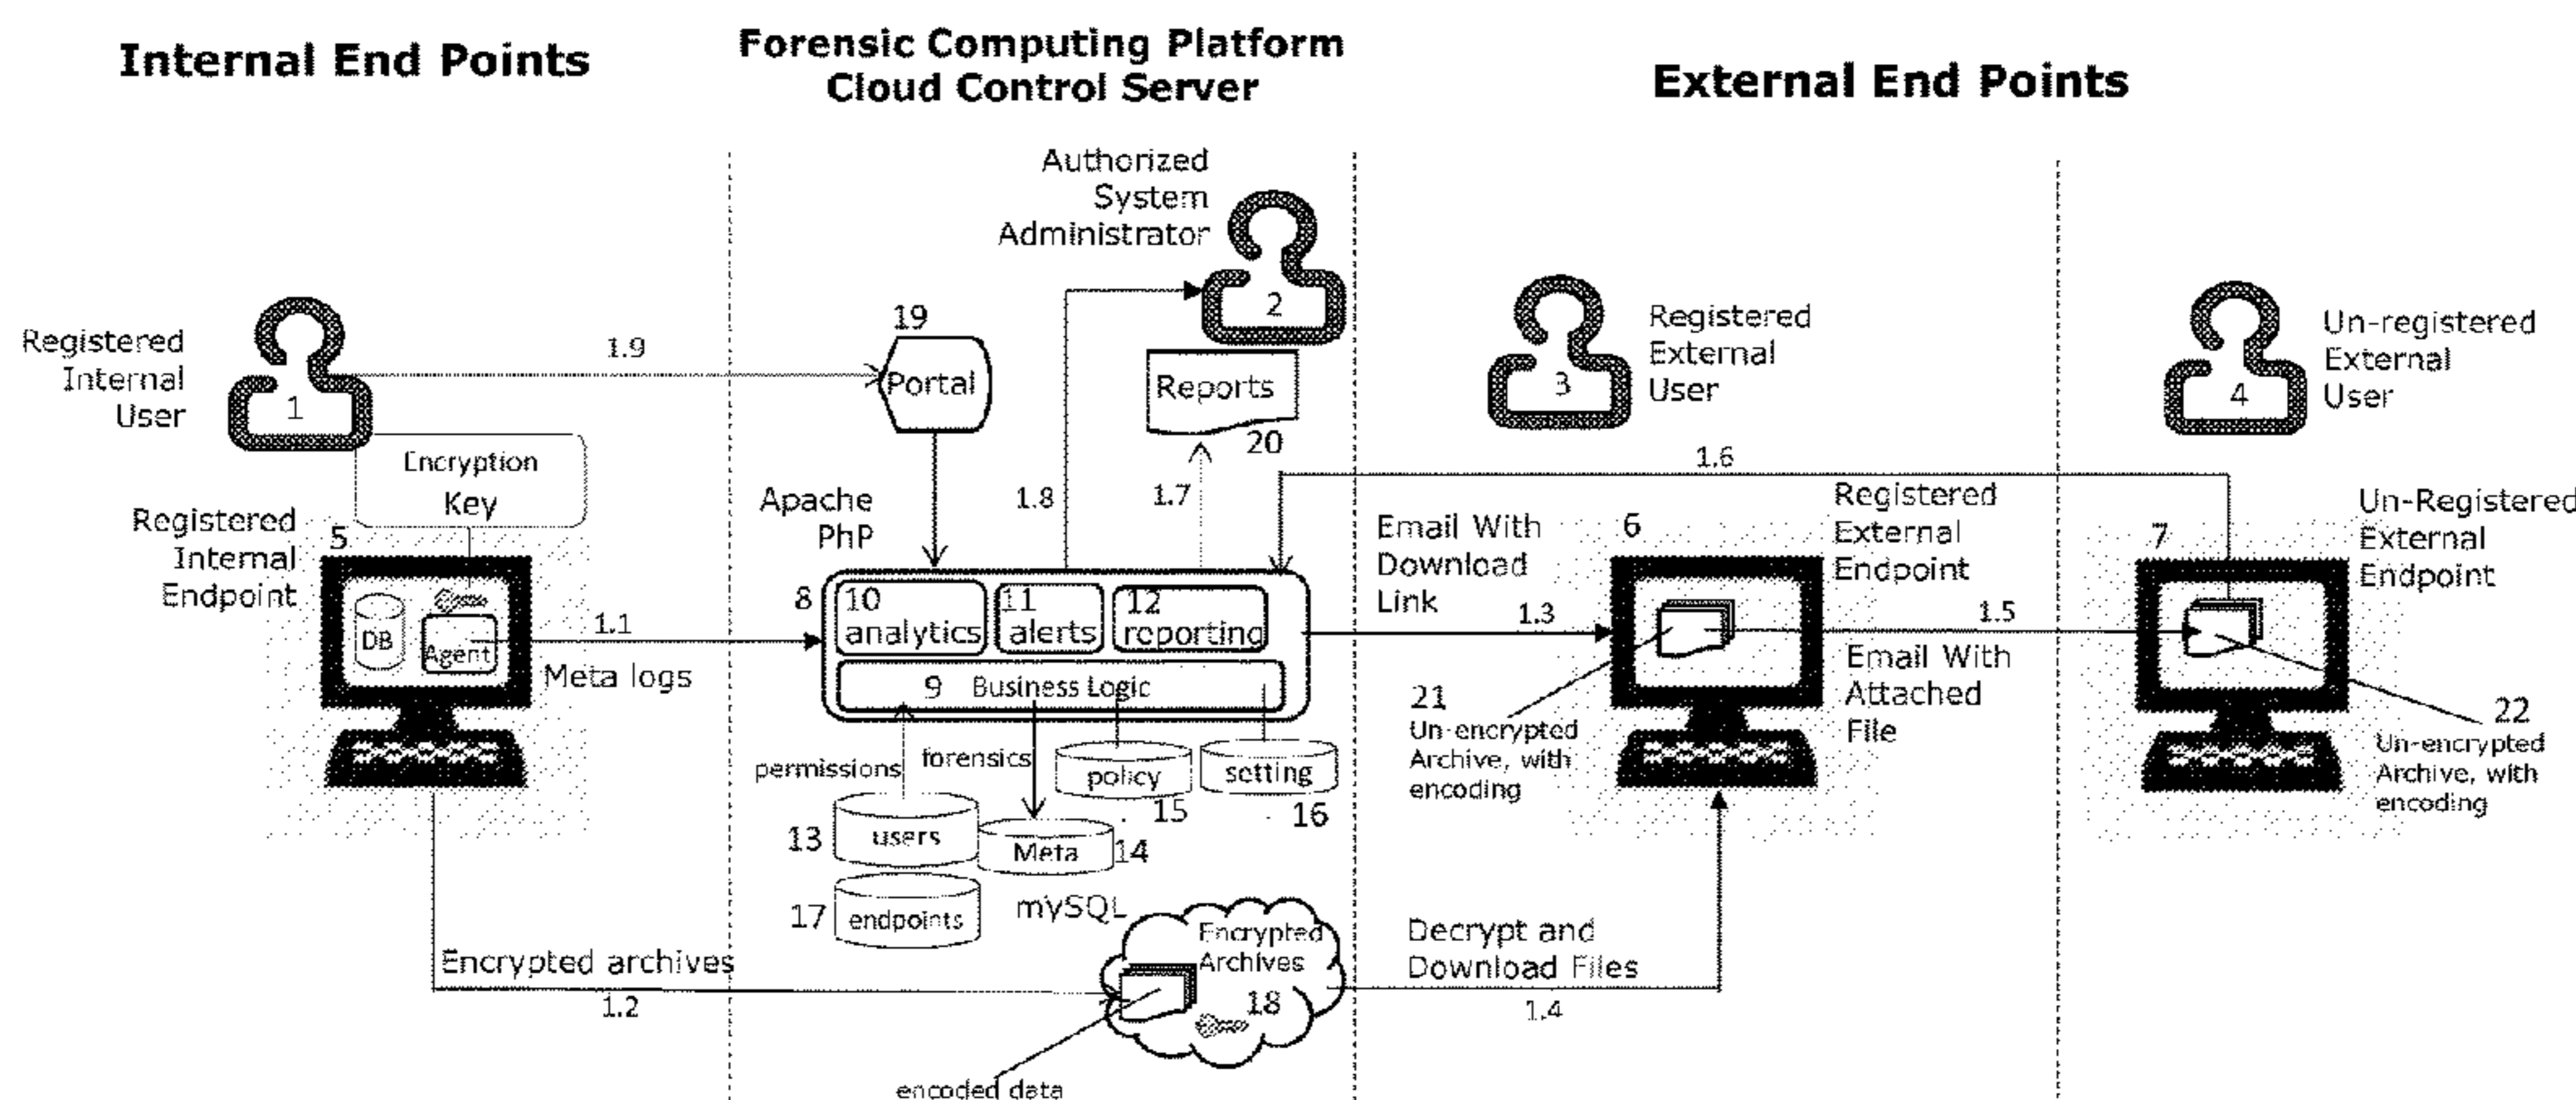 Internal End Points
Forensic Computing Platform
Cloud Control Server
External End Points
Authorized
System
Administrator
2
Registered
Internal
User
1
1.9
19
Portal
Reports
20
3
Registered
External
User
4
Un-registered
External
User
Encryption
Key
Registered
Internal
Endpoint
5
DB
Agent
1.1
Meta logs
Apache
PhP
1.8
1.7
1.6
8
10
analytics
11
alerts
12
reporting
9 Business Logic
Email With
Download
Link
1.3
6
Registered
External
Endpoint
1.5
Email With
Attached
File
7
Un-Registered
External
Endpoint
21
Un-encrypted
Archive, with
encoding
22
Un-encrypted
Archive, with
encoding
permissions
forensics
policy
15
setting
16
13
users
Meta
14
17
endpoints
mySQL
Encrypted archives
1.2
Encrypted
Archives
18
encoded data
Decrypt and
Download Files
1.4